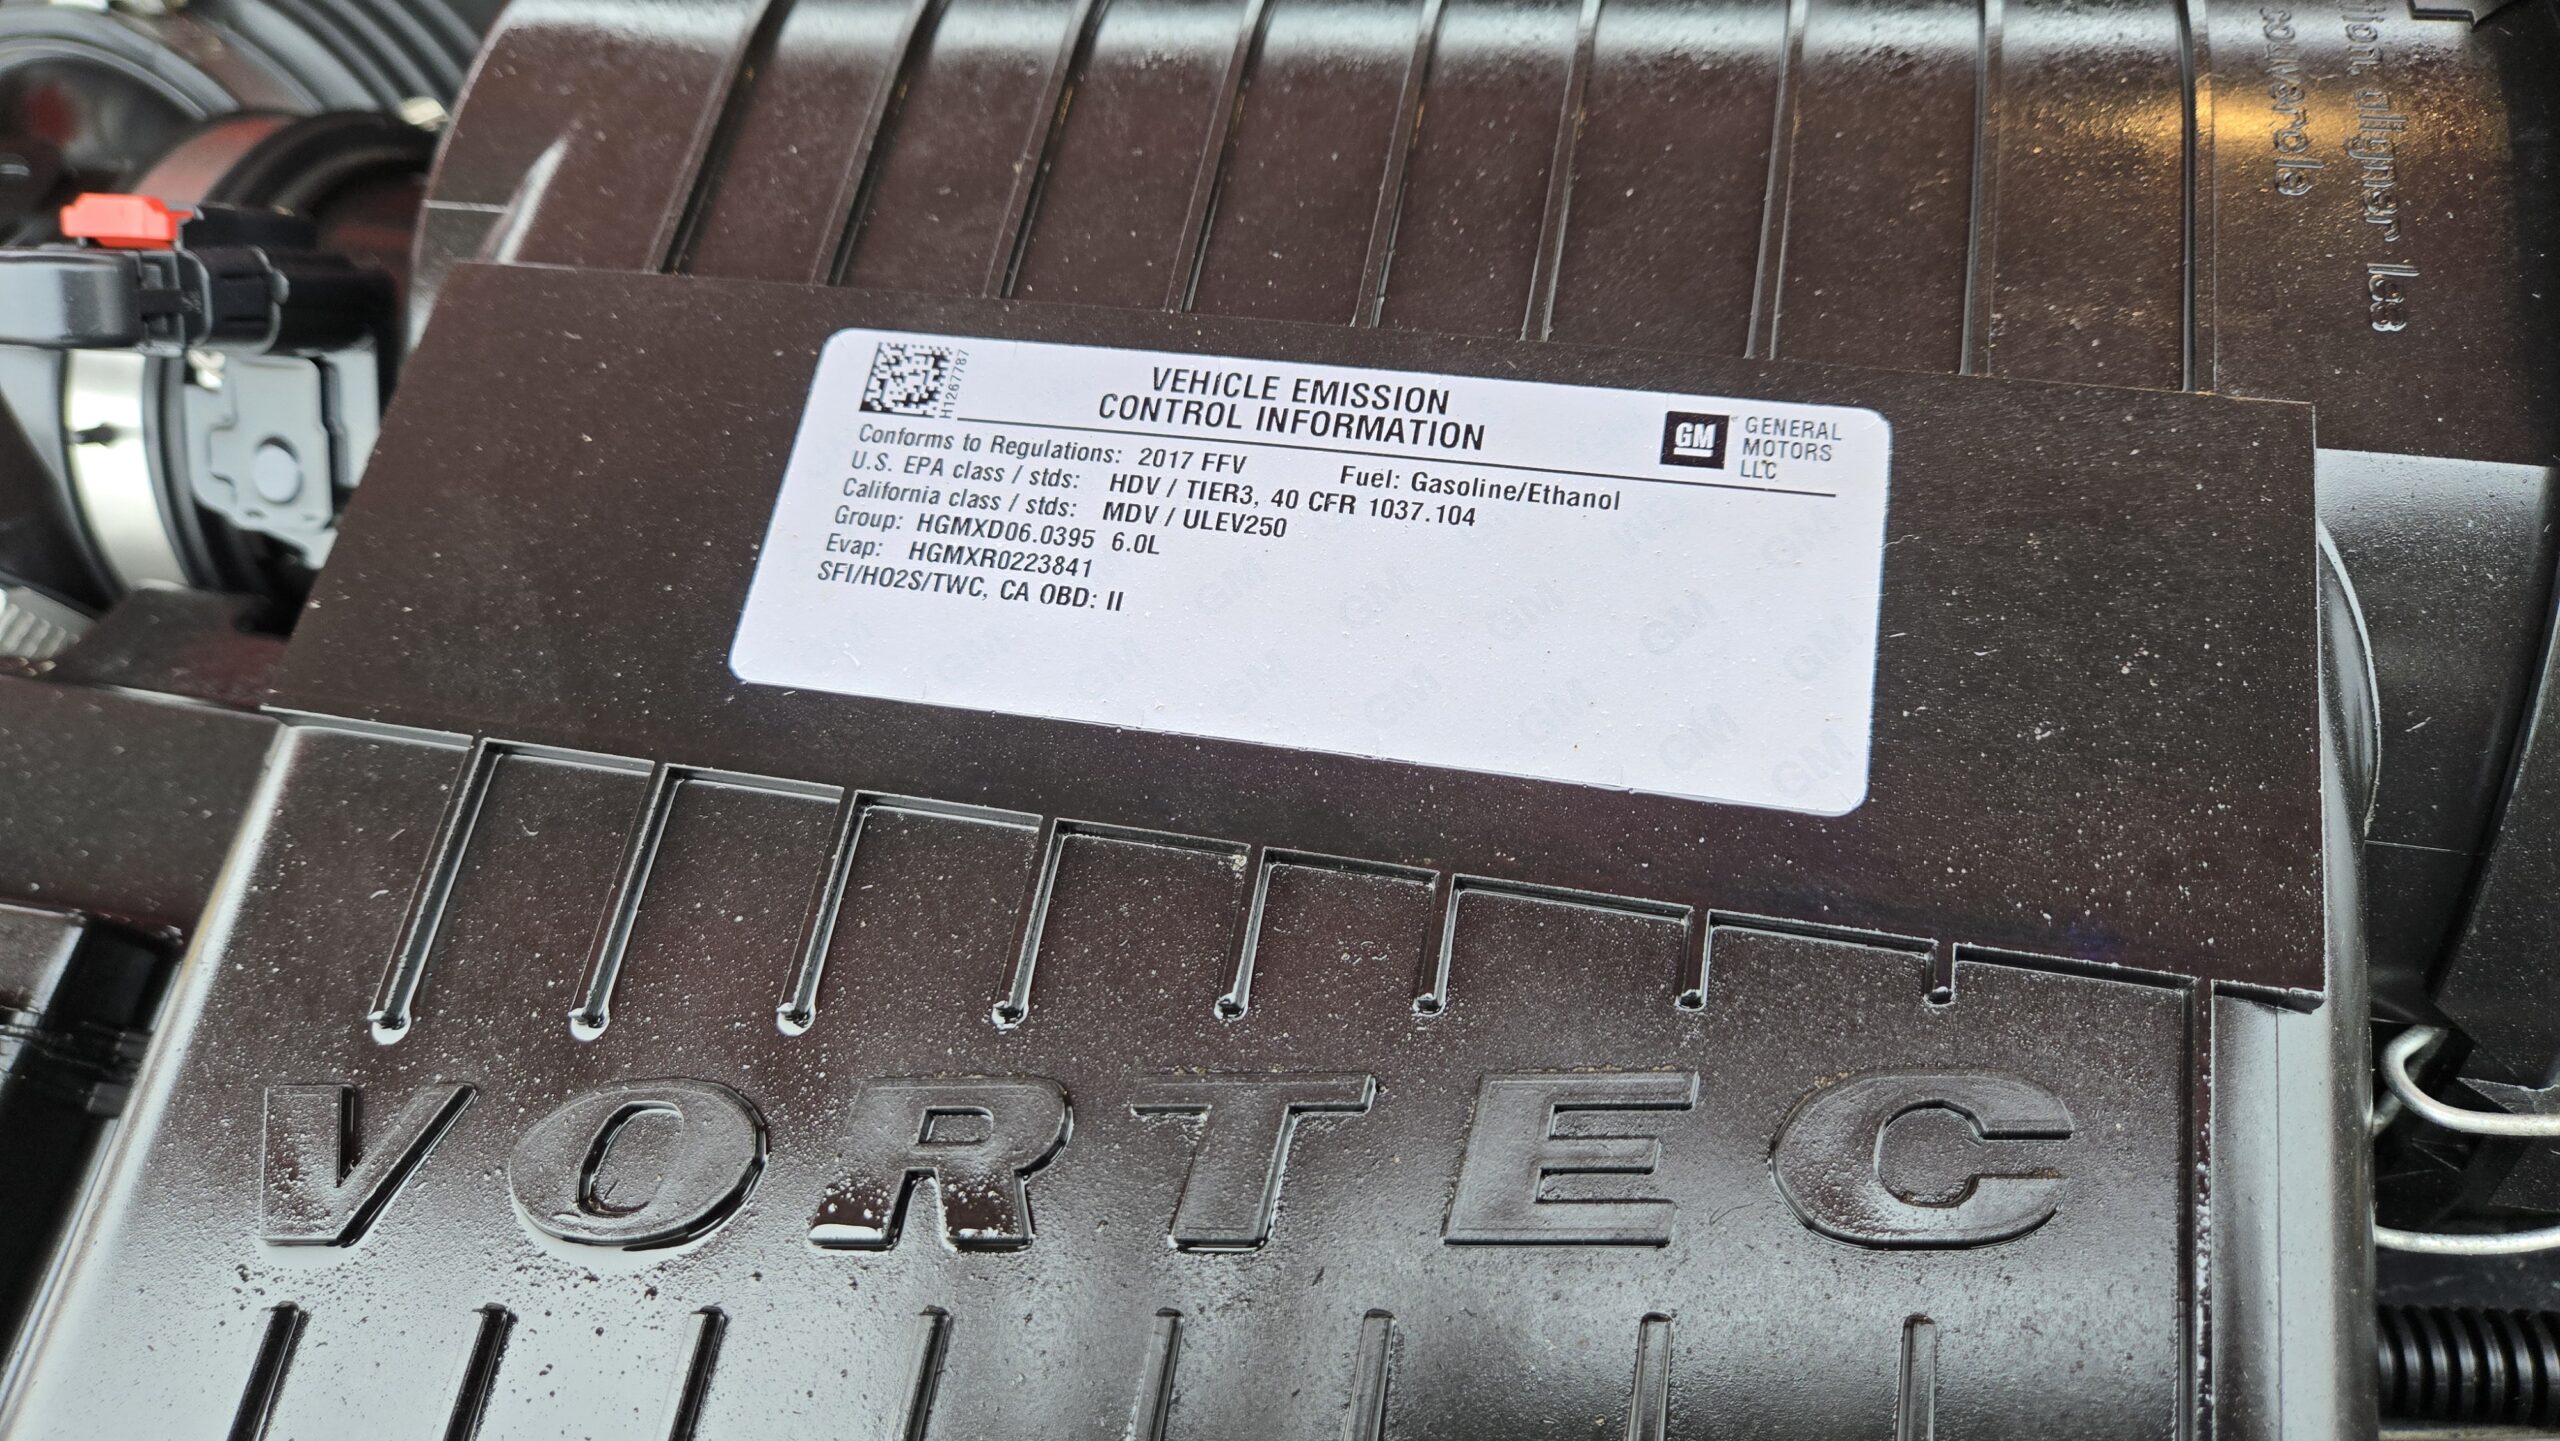 H1267787
VEHICLE EMISSION
CONTROL INFORMATION
GM
GENERAL
MOTORS
LLC
Conforms to Regulations: 2017 FFV
Fuel: Gasoline/Ethanol
U.S. EPA class / stds: HDV / TIER3, 40 CFR 1037.104
California class / stds: MDV / ULEV250
Group: HGMXD06.0395 6.0L
Evap: HGMXR0223841
SFI/HO2S/TWC, CA OBD: II
VORTEC
aligner las